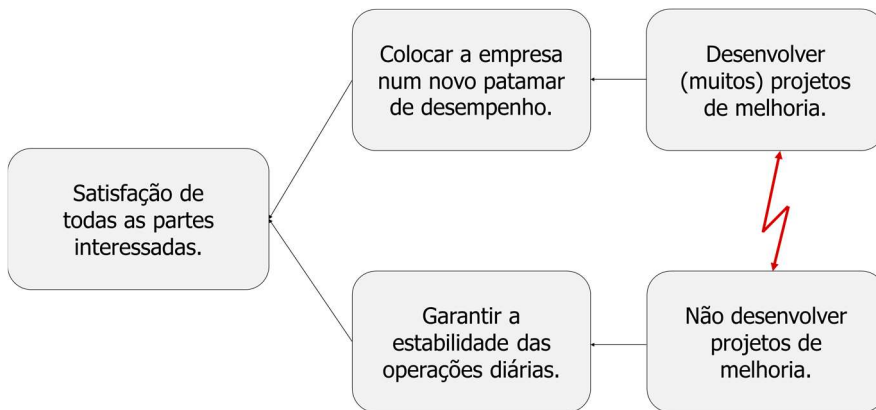 Colocar a empresa
num novo patamar
de desempenho.
Desenvolver
(muitos) projetos
de melhoria.
Satisfação de
todas as partes
interessadas.
Garantir a
estabilidade das
operações diárias.
Não desenvolver
projetos de
melhoria.